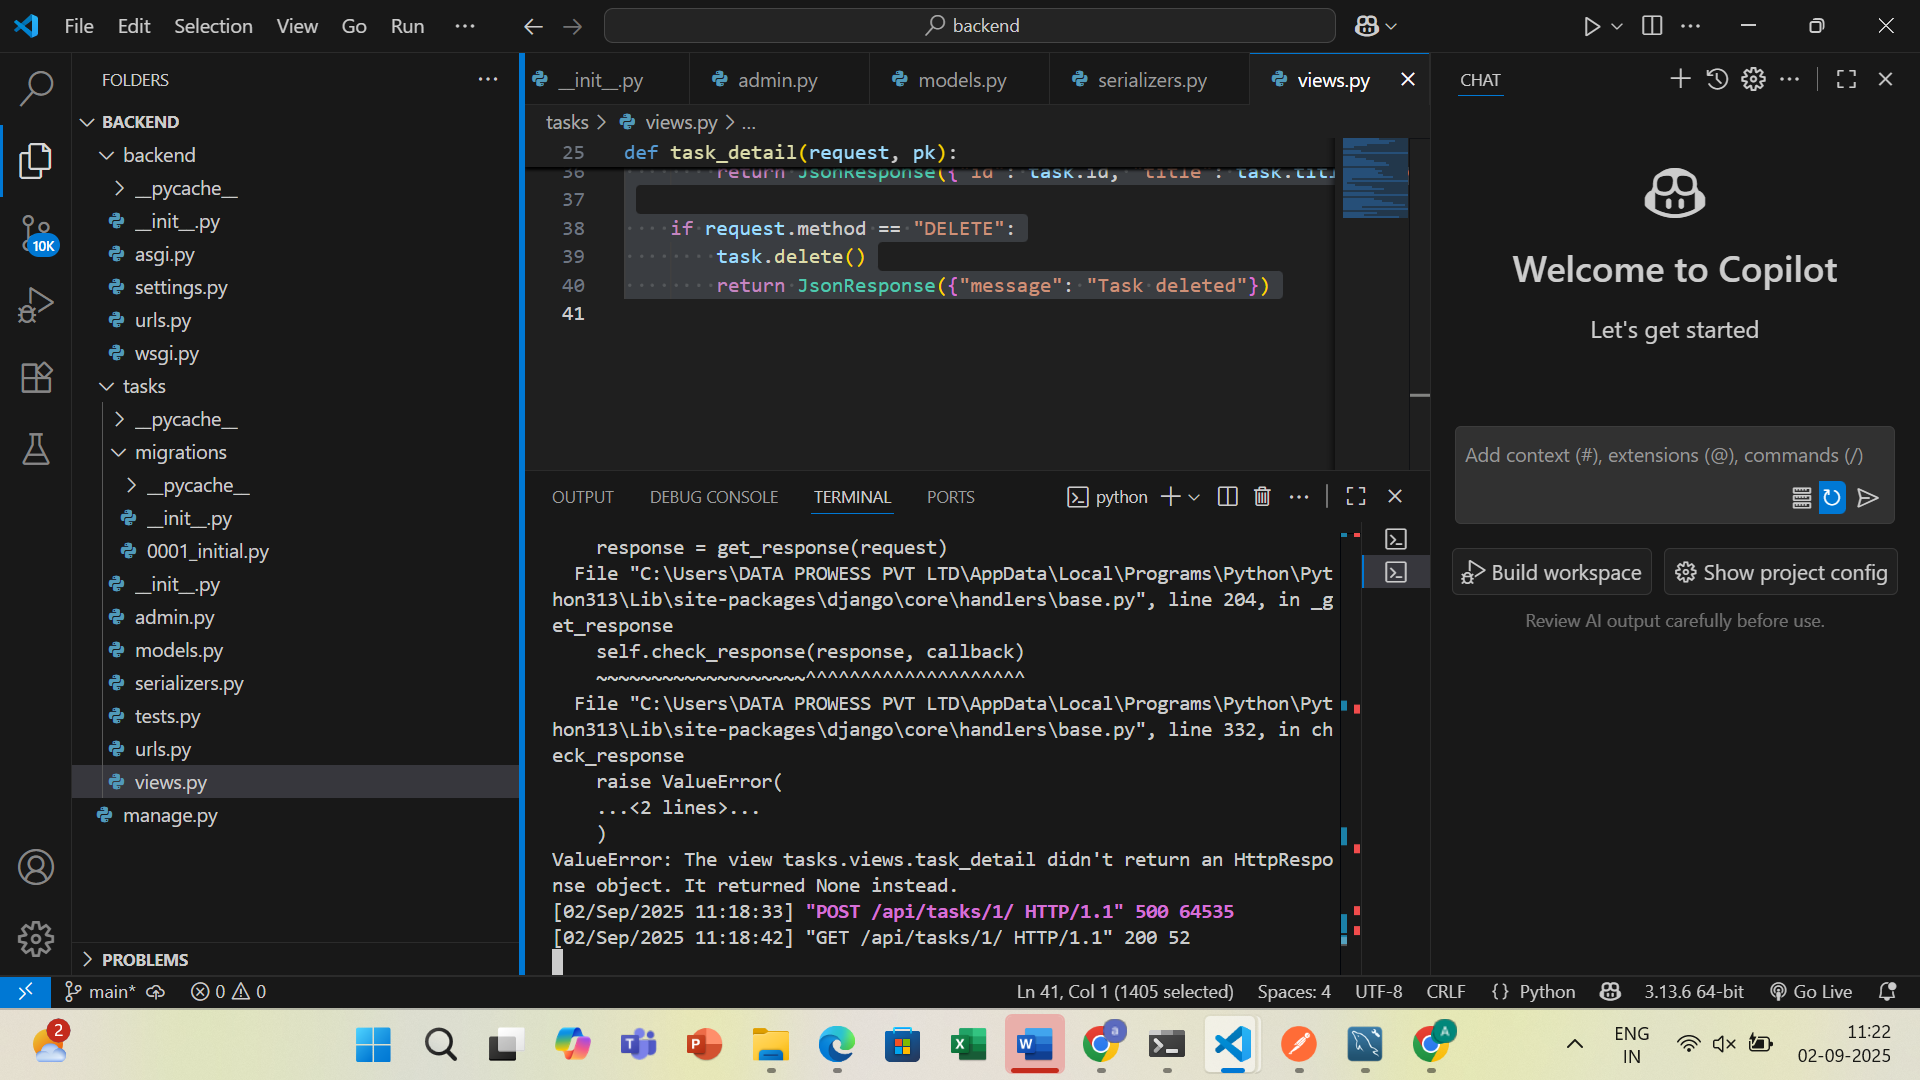 File Edit Selection View Go Run ...
backend
FOLDERS
BACKEND
backend
__pycache__
__init__.py
asgi.py
settings.py
urls.py
wsgi.py
tasks
__pycache__
migrations
__pycache__
__init__.py
0001_initial.py
__init__.py
admin.py
models.py
serializers.py
tests.py
urls.py
views.py
manage.py
PROBLEMS
10K
__init__.py admin.py models.py serializers.py views.py
tasks > views.py > ...
25 def task_detail(request, pk):
36 return JsonResponse({"id": task.id, "title": task.titl
37
38 if request.method == "DELETE":
39 task.delete()
40 return JsonResponse({"message": "Task deleted"})
41
OUTPUT DEBUG CONSOLE TERMINAL PORTS python
response = get_response(request)
File "C:\Users\DATA PROWESS PVT LTD\AppData\Local\Programs\Python\Pyt
hon313\Lib\site-packages\django\core\handlers\base.py", line 204, in _g
et_response
self.check_response(response, callback)
~~~~~~~~~~~~~~~~~~~^^^^^^^^^^^^^^^^^^^^
File "C:\Users\DATA PROWESS PVT LTD\AppData\Local\Programs\Python\Pyt
hon313\Lib\site-packages\django\core\handlers\base.py", line 332, in ch
eck_response
raise ValueError(
...<2 lines>...
)
ValueError: The view tasks.views.task_detail didn't return an HttpRespo
nse object. It returned None instead.
[02/Sep/2025 11:18:33] "POST /api/tasks/1/ HTTP/1.1" 500 64535
[02/Sep/2025 11:18:42] "GET /api/tasks/1/ HTTP/1.1" 200 52
CHAT
Welcome to Copilot
Let's get started
Add context (#), extensions (@), commands (/)
Build workspace Show project config
Review AI output carefully before use.
main* 0 0 Ln 41, Col 1 (1405 selected) Spaces: 4 UTF-8 CRLF {} Python 3.13.6 64-bit Go Live
2
P
X
W
a
A
ENG
IN
11:22
02-09-2025